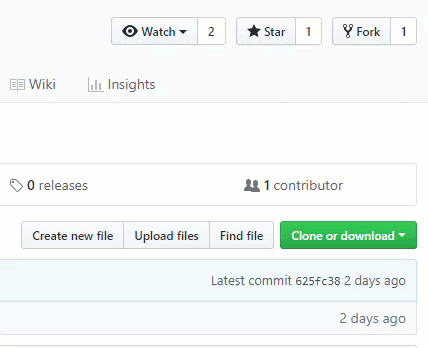 Watch 2 Star 1 Fork 1
Wiki Insights
0 releases 1 contributor
Create new file Upload files Find file Clone or download
Latest commit 625fc38 2 days ago
2 days ago